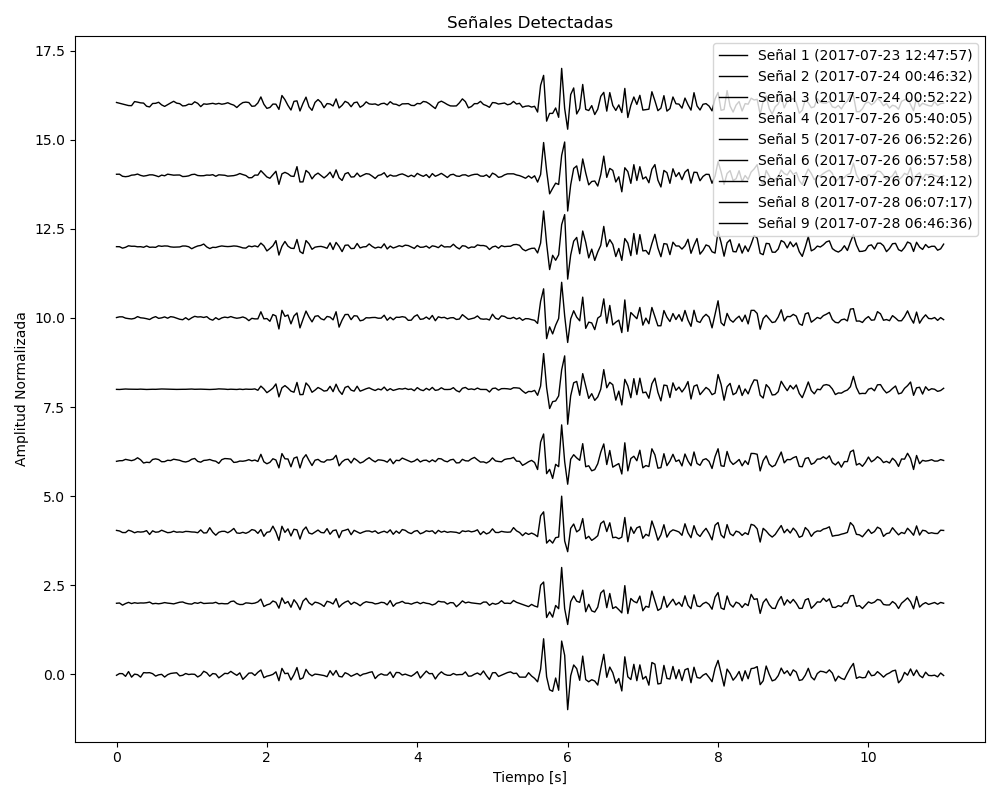 Señales Detectadas
17.5
15.0
12.5
10.0
7.5
5.0
2.5
0.0
Amplitud Normalizada
Señal 1 (2017-07-23 12:47:57)
Señal 2 (2017-07-24 00:46:32)
Señal 3 (2017-07-24 00:52:22)
Señal 4 (2017-07-26 05:40:05)
Señal 5 (2017-07-26 06:52:26)
Señal 6 (2017-07-26 06:57:58)
Señal 7 (2017-07-26 07:24:12)
Señal 8 (2017-07-28 06:07:17)
Señal 9 (2017-07-28 06:46:36)
0 2 4 6 8 10
Tiempo [s]